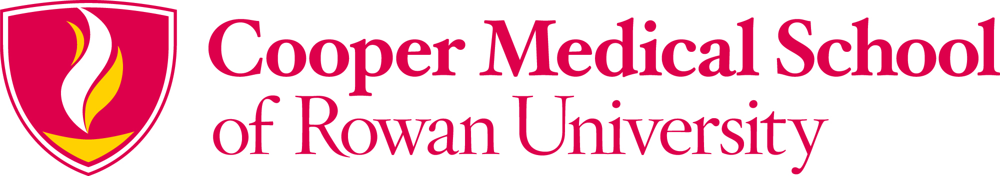 Cooper Medical School
of Rowan University